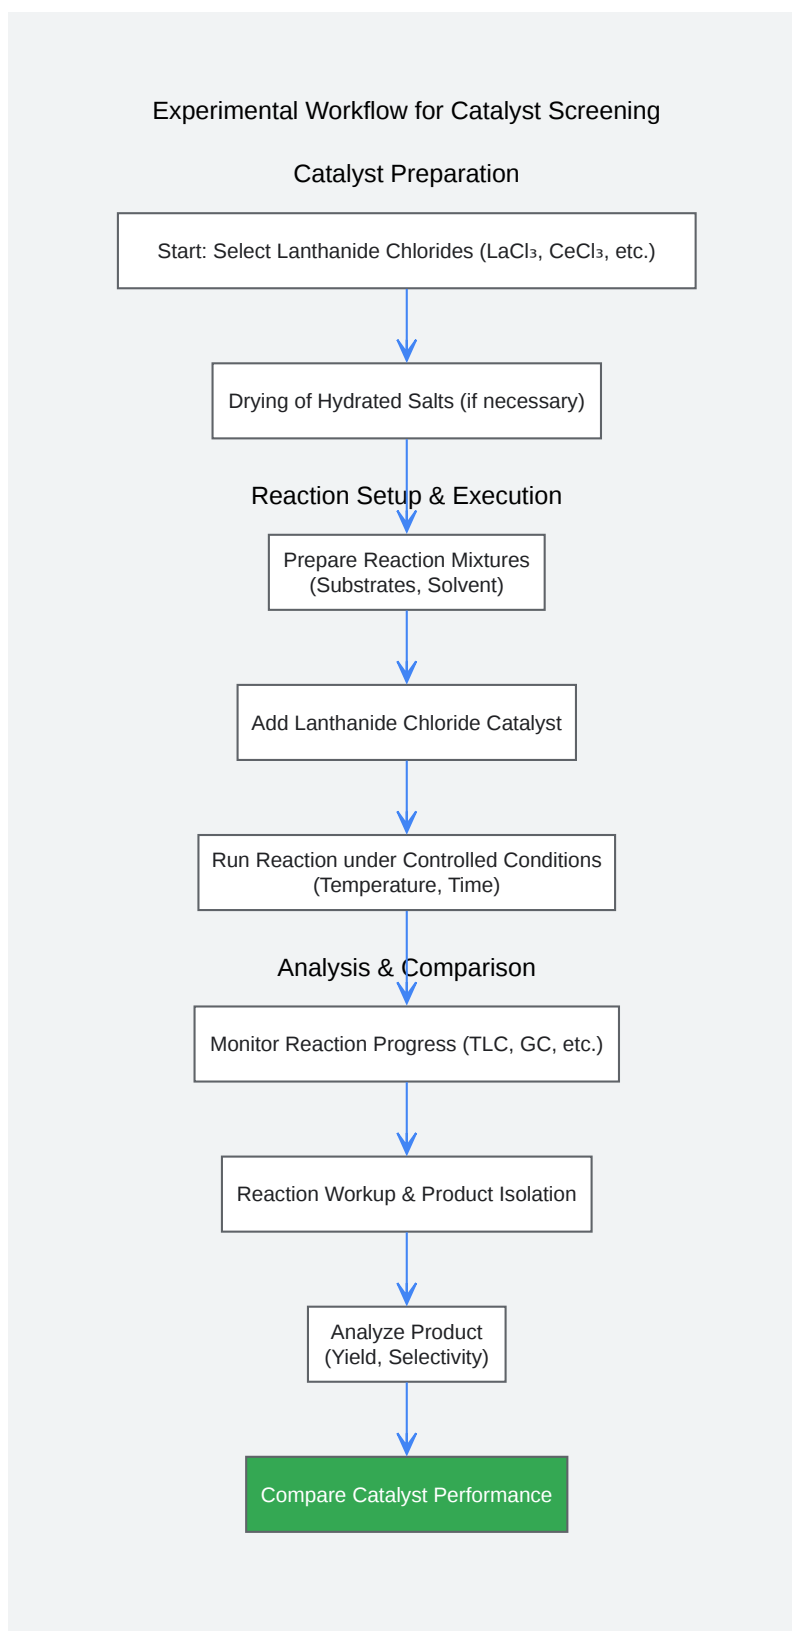 Experimental Workflow for Catalyst Screening
Catalyst Preparation
Start: Select Lanthanide Chlorides (LaCl₃, CeCl₃, etc.)
Drying of Hydrated Salts (if necessary)
Reaction Setup & Execution
Prepare Reaction Mixtures
(Substrates, Solvent)
Add Lanthanide Chloride Catalyst
Run Reaction under Controlled Conditions
(Temperature, Time)
Analysis & Comparison
Monitor Reaction Progress (TLC, GC, etc.)
Reaction Workup & Product Isolation
Analyze Product
(Yield, Selectivity)
Compare Catalyst Performance